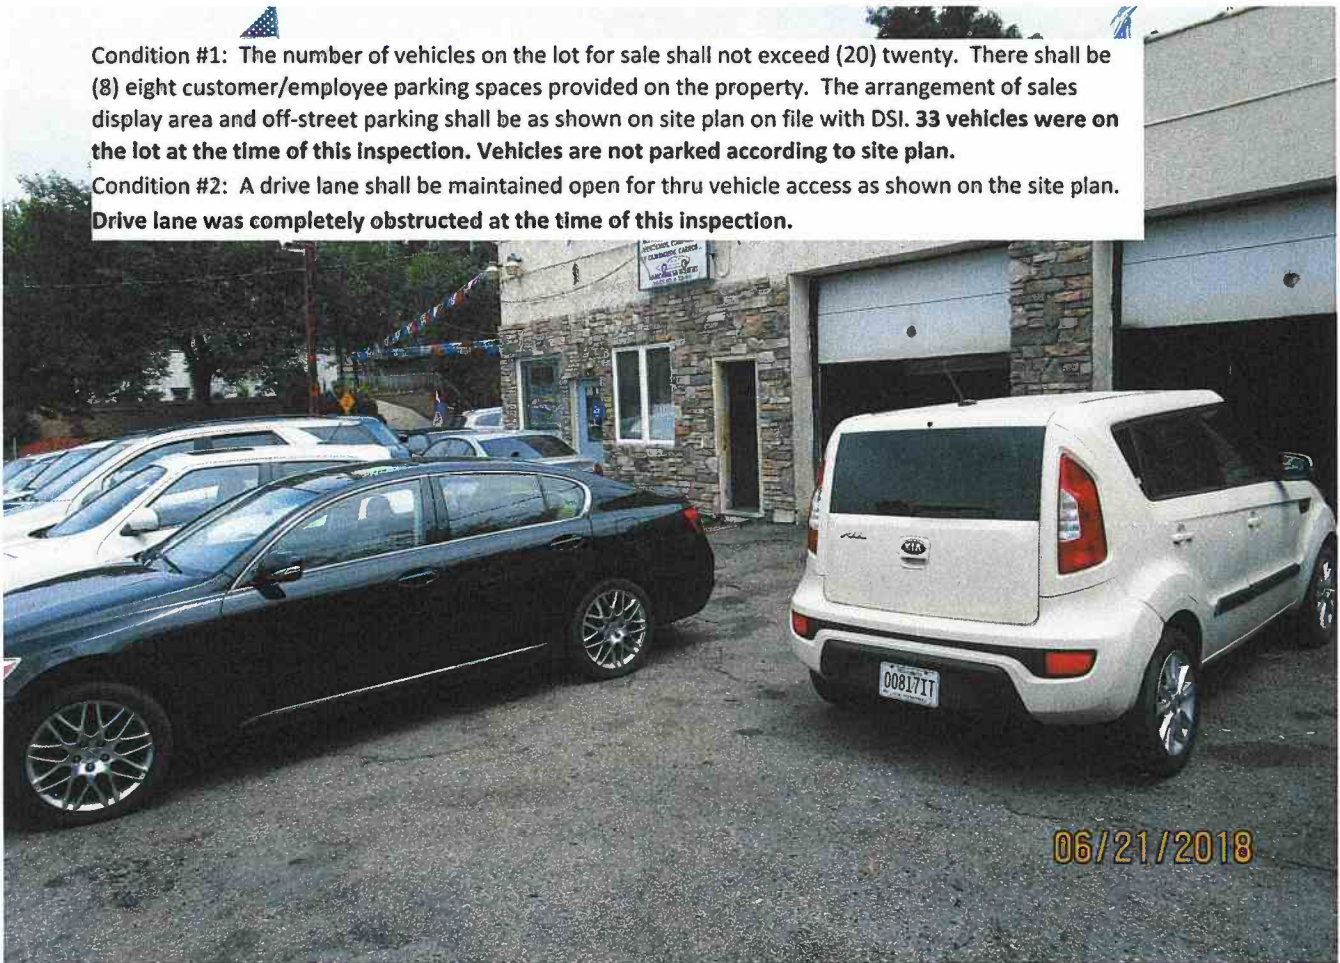 Condition #1: The number of vehicles on the lot for sale shall not exceed (20) twenty. There shall be
(8) eight customer/employee parking spaces provided on the property. The arrangement of sales
display area and off-street parking shall be as shown on site plan on file with DSI. 33 vehicles were on
the lot at the time of this inspection. Vehicles are not parked according to site plan.
Condition #2: A drive lane shall be maintained open for thru vehicle access as shown on the site plan.
Drive lane was completely obstructed at the time of this inspection.
KIA
00817IT
06/21/2018